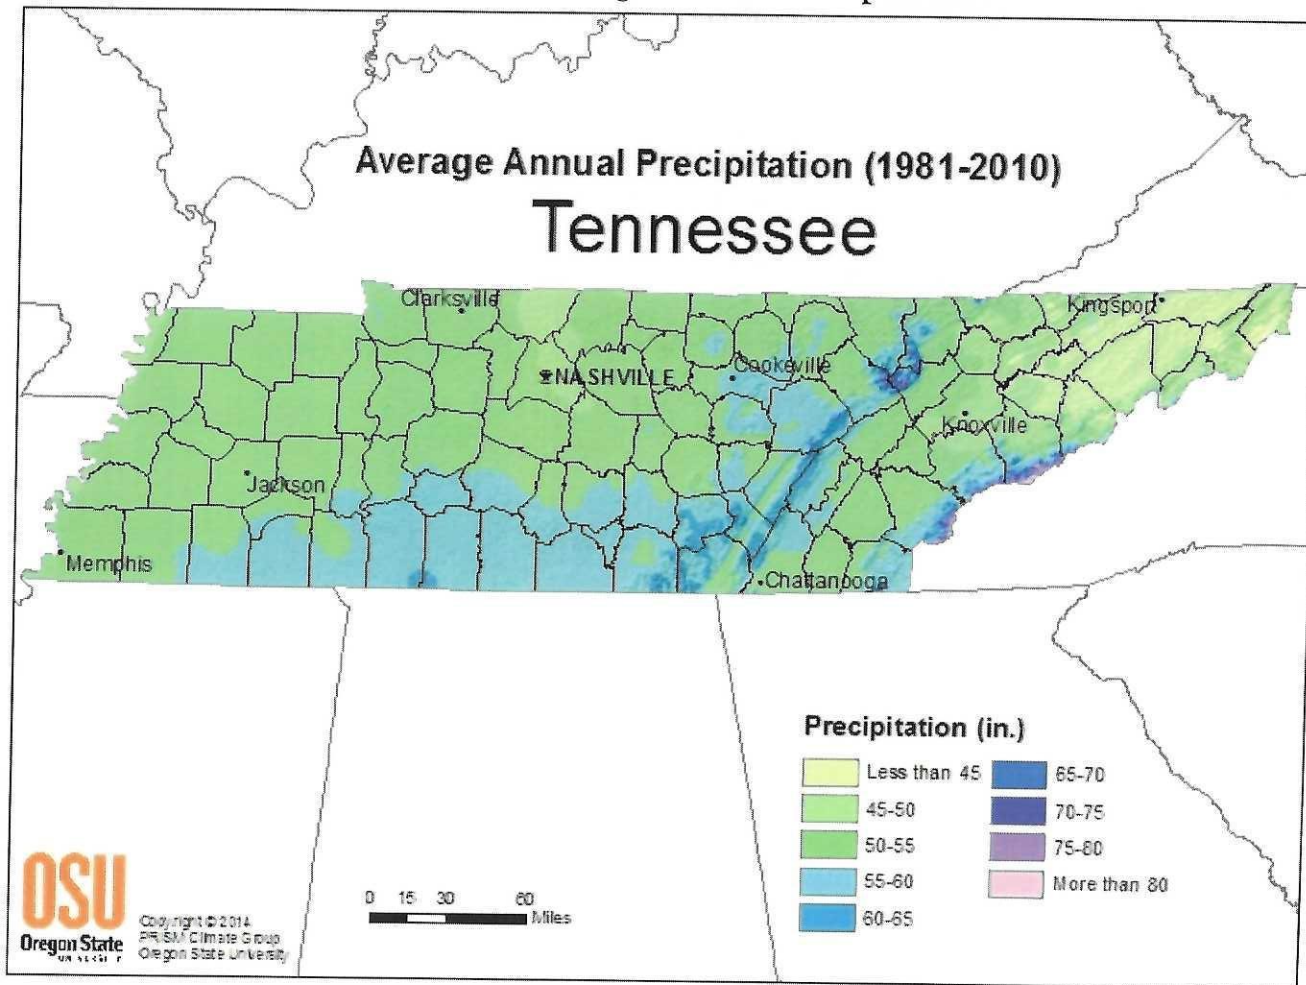 Average Annual Precipitation (1981-2010)
Tennessee
Clarksville
Kingsport
NASHVILLE
Cookeville
Knoxville
Jackson
Memphis
Chattanooga
Precipitation (in.)
Less than 45
45-50
50-55
55-60
60-65
65-70
70-75
75-80
More than 80
0 15 30 60
Miles
OSU
Oregon State
UNIVERSITY
Copyright © 2014
PRISM Climate Group
Oregon State University